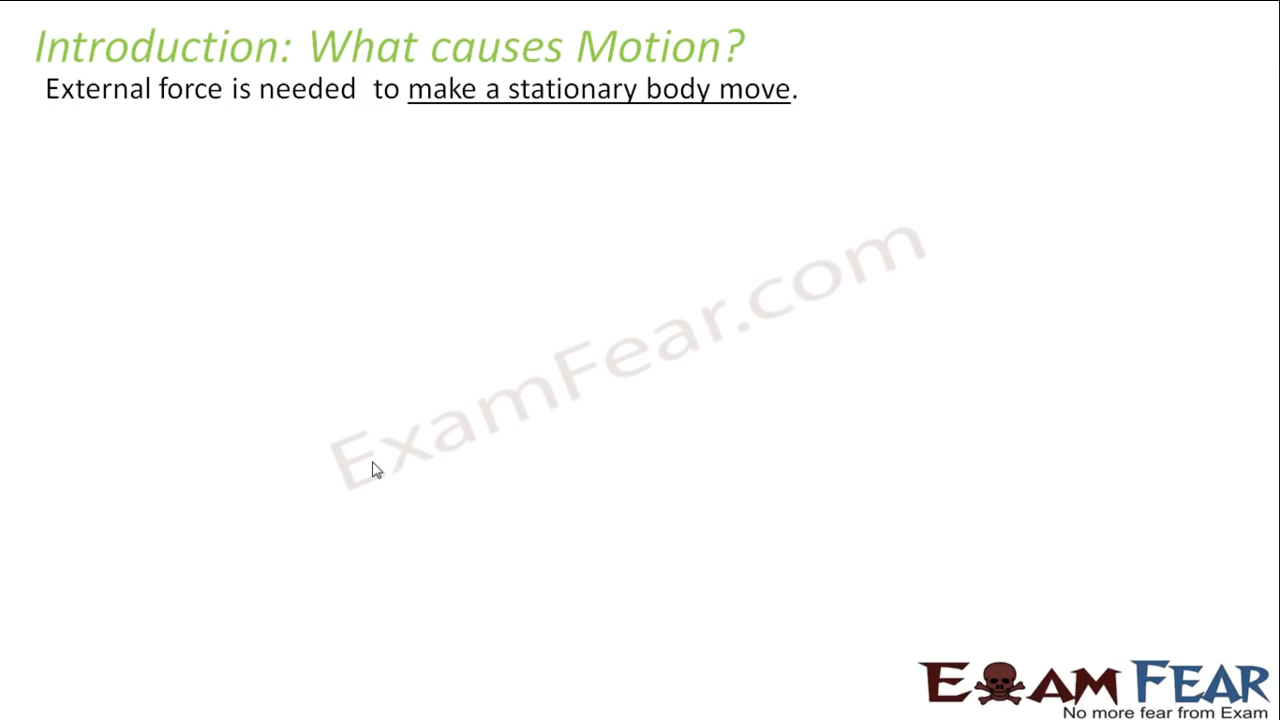 Introduction: What causes Motion?
External force is needed  to make a stationary body move.
ExamFear.com
EXAM FEAR
No more fear from Exam